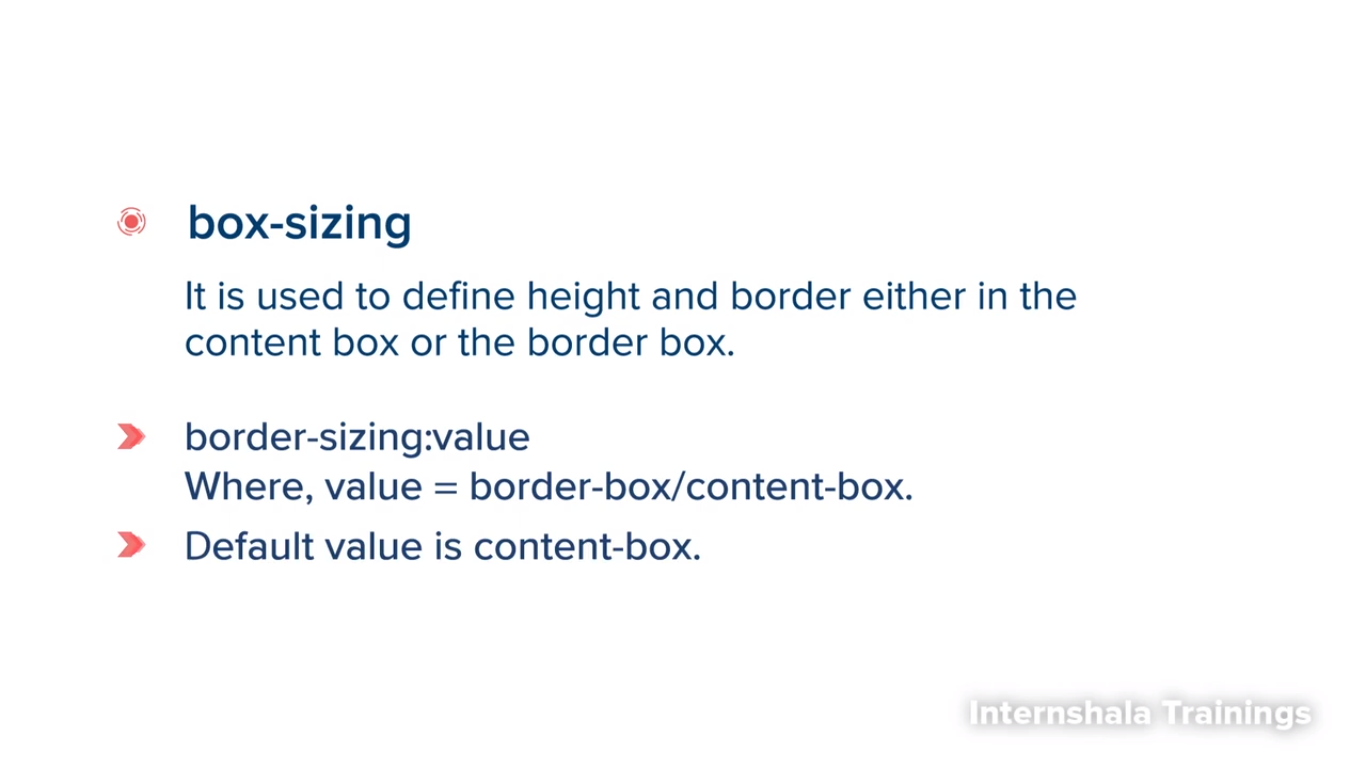 box-sizing
It is used to define height and border either in the
content box or the border box.
border-sizing:value
Where, value = border-box/content-box.
Default value is content-box.
Internshala Trainings